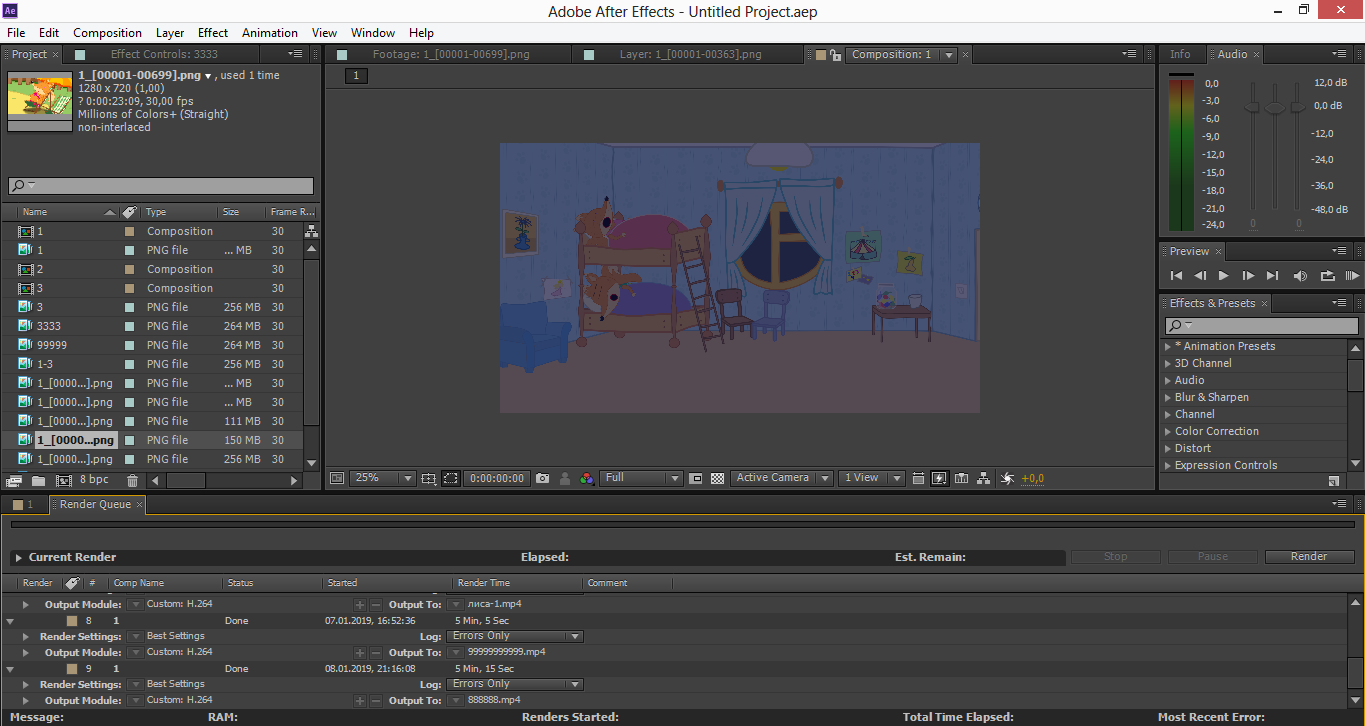 Ae Adobe After Effects - Untitled Project.aep
File Edit Composition Layer Effect Animation View Window Help
Project × Effect Controls: 3333
1_[00001-00699].png ▼ , used 1 time
1280 x 720 (1,00)
? 0:00:23:09, 30,00 fps
Millions of Colors+ (Straight)
non-interlaced
Name Type Size Frame R...
1 Composition 30
1 PNG file ... MB 30
2 Composition 30
3 Composition 30
3 PNG file 256 MB 30
3333 PNG file 264 MB 30
99999 PNG file 264 MB 30
1-3 PNG file 256 MB 30
1_[0000...].png PNG file ... MB 30
1_[0000...].png PNG file ... MB 30
1_[0000...].png PNG file 111 MB 30
1_[0000...png PNG file 150 MB 30
1_[0000...].png PNG file 256 MB 30
8 bpc
Footage: 1_[00001-00699].png Layer: 1_[00001-00363].png Composition: 1 ×
1
25% 0:00:00:00 Full Active Camera 1 View +0,0
Info Audio ×
0,0
-3,0
-6,0
-9,0
-12,0
-15,0
-18,0
-21,0
-24,0
12,0 dB
0,0 dB
-12,0
-24,0
-36,0
-48,0 dB
0 0
Preview ×
Effects & Presets ×
* Animation Presets
3D Channel
Audio
Blur & Sharpen
Channel
Color Correction
Distort
Expression Controls
1 Render Queue ×
Current Render Elapsed: Est. Remain: Stop Pause Render
Render # Comp Name Status Started Render Time Comment
Output Module: Custom: H.264 Output To: лиса-1.mp4
8 1 Done 07.01.2019, 16:52:36 5 Min, 5 Sec
Render Settings: Best Settings Log: Errors Only
Output Module: Custom: H.264 Output To: 99999999999.mp4
9 1 Done 08.01.2019, 21:16:08 5 Min, 15 Sec
Render Settings: Best Settings Log: Errors Only
Output Module: Custom: H.264 Output To: 888888.mp4
Message: RAM: Renders Started: Total Time Elapsed: Most Recent Error: